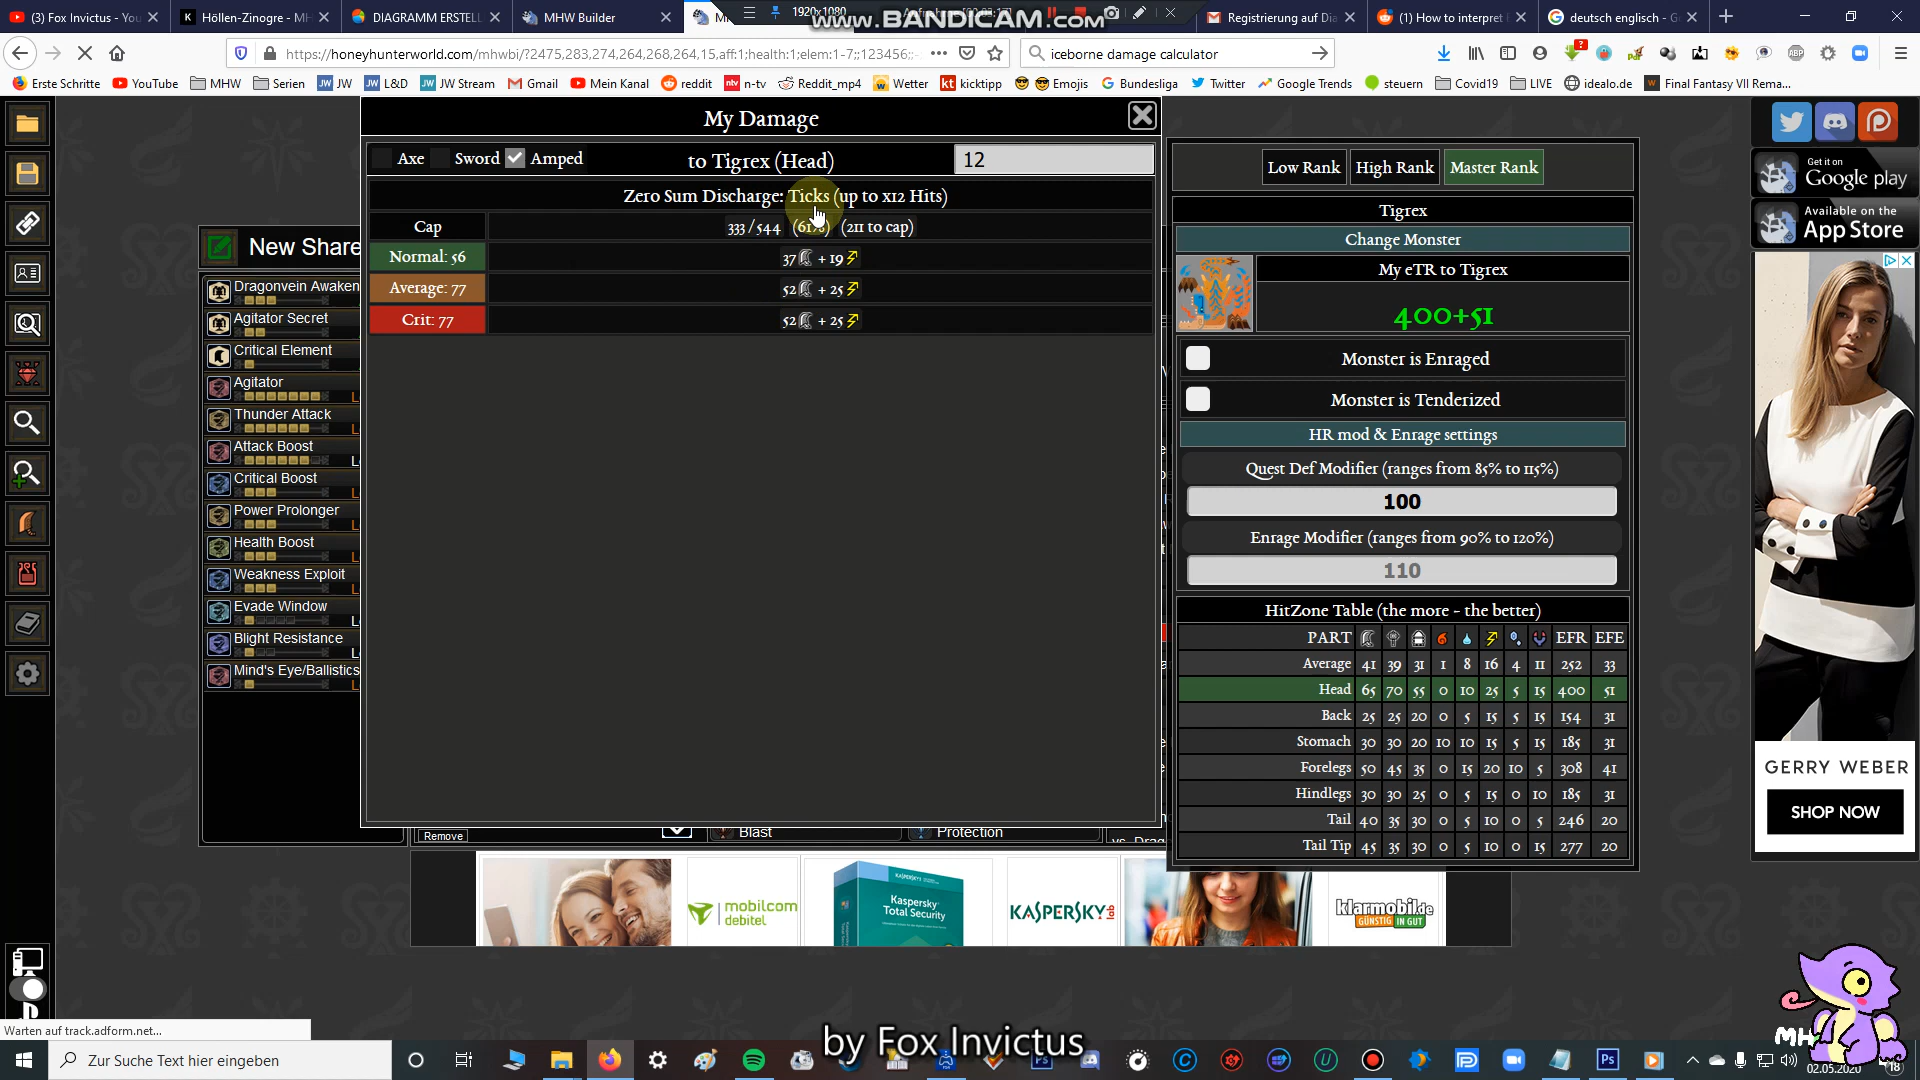 (3) Fox Invictus - You
Höllen-Zinogre - MH
DIAGRAMM ERSTELL
MHW Builder
1920x1080
www.BANDICAM.com
Registrierung auf Dia
(1) How to interpret
deutsch englisch - G
https://honeyhunterworld.com/mhwbi/?2475,283,274,264,268,264,15,aff:1;health:1;elem:1-7;;123456;;-
iceborne damage calculator
Erste Schritte
YouTube
MHW
Serien
JW
L&D
JW Stream
Gmail
Mein Kanal
reddit
n-tv
Reddit_mp4
Wetter
kicktipp
Emojis
Bundesliga
Twitter
Google Trends
steuern
Covid19
LIVE
idealo.de
Final Fantasy VII Rema...
My Damage
Axe
Sword
Amped
to Tigrex (Head)
12
Zero Sum Discharge: Ticks (up to x12 Hits)
Cap
333 / 544 (61%) (211 to cap)
Normal: 56
37 + 19
Average: 77
52 + 25
Crit: 77
52 + 25
New Share
Dragonvein Awaken
Agitator Secret
Critical Element
Agitator
Thunder Attack
Attack Boost
Critical Boost
Power Prolonger
Health Boost
Weakness Exploit
Evade Window
Blight Resistance
Mind's Eye/Ballistics
Remove
Blast
Protection
Low Rank
High Rank
Master Rank
Tigrex
Change Monster
My eTR to Tigrex
400+51
Monster is Enraged
Monster is Tenderized
HR mod & Enrage settings
Quest Def Modifier (ranges from 85% to 115%)
100
Enrage Modifier (ranges from 90% to 120%)
110
HitZone Table (the more - the better)
PART EFR EFE
Average 41 39 31 1 8 16 4 11 252 33
Head 65 70 55 0 10 25 5 15 400 51
Back 25 25 20 0 5 15 5 15 154 31
Stomach 30 30 20 10 10 15 5 15 185 31
Forelegs 50 45 35 0 15 20 10 5 308 41
Hindlegs 30 30 25 0 5 15 0 10 185 31
Tail 40 35 30 0 5 10 0 5 246 20
Tail Tip 45 35 30 0 5 10 0 15 277 20
Get it on
Google play
Available on the
App Store
GERRY WEBER
SHOP NOW
mobilcom
debitel
KASPERSKY
Kaspersky
Total Security
KASPERSKY lab
klarmobil.de
GÜNSTIG IN GUT
Warten auf track.adform.net...
by Fox Invictus
Zur Suche Text hier eingeben
02.05.2020
18